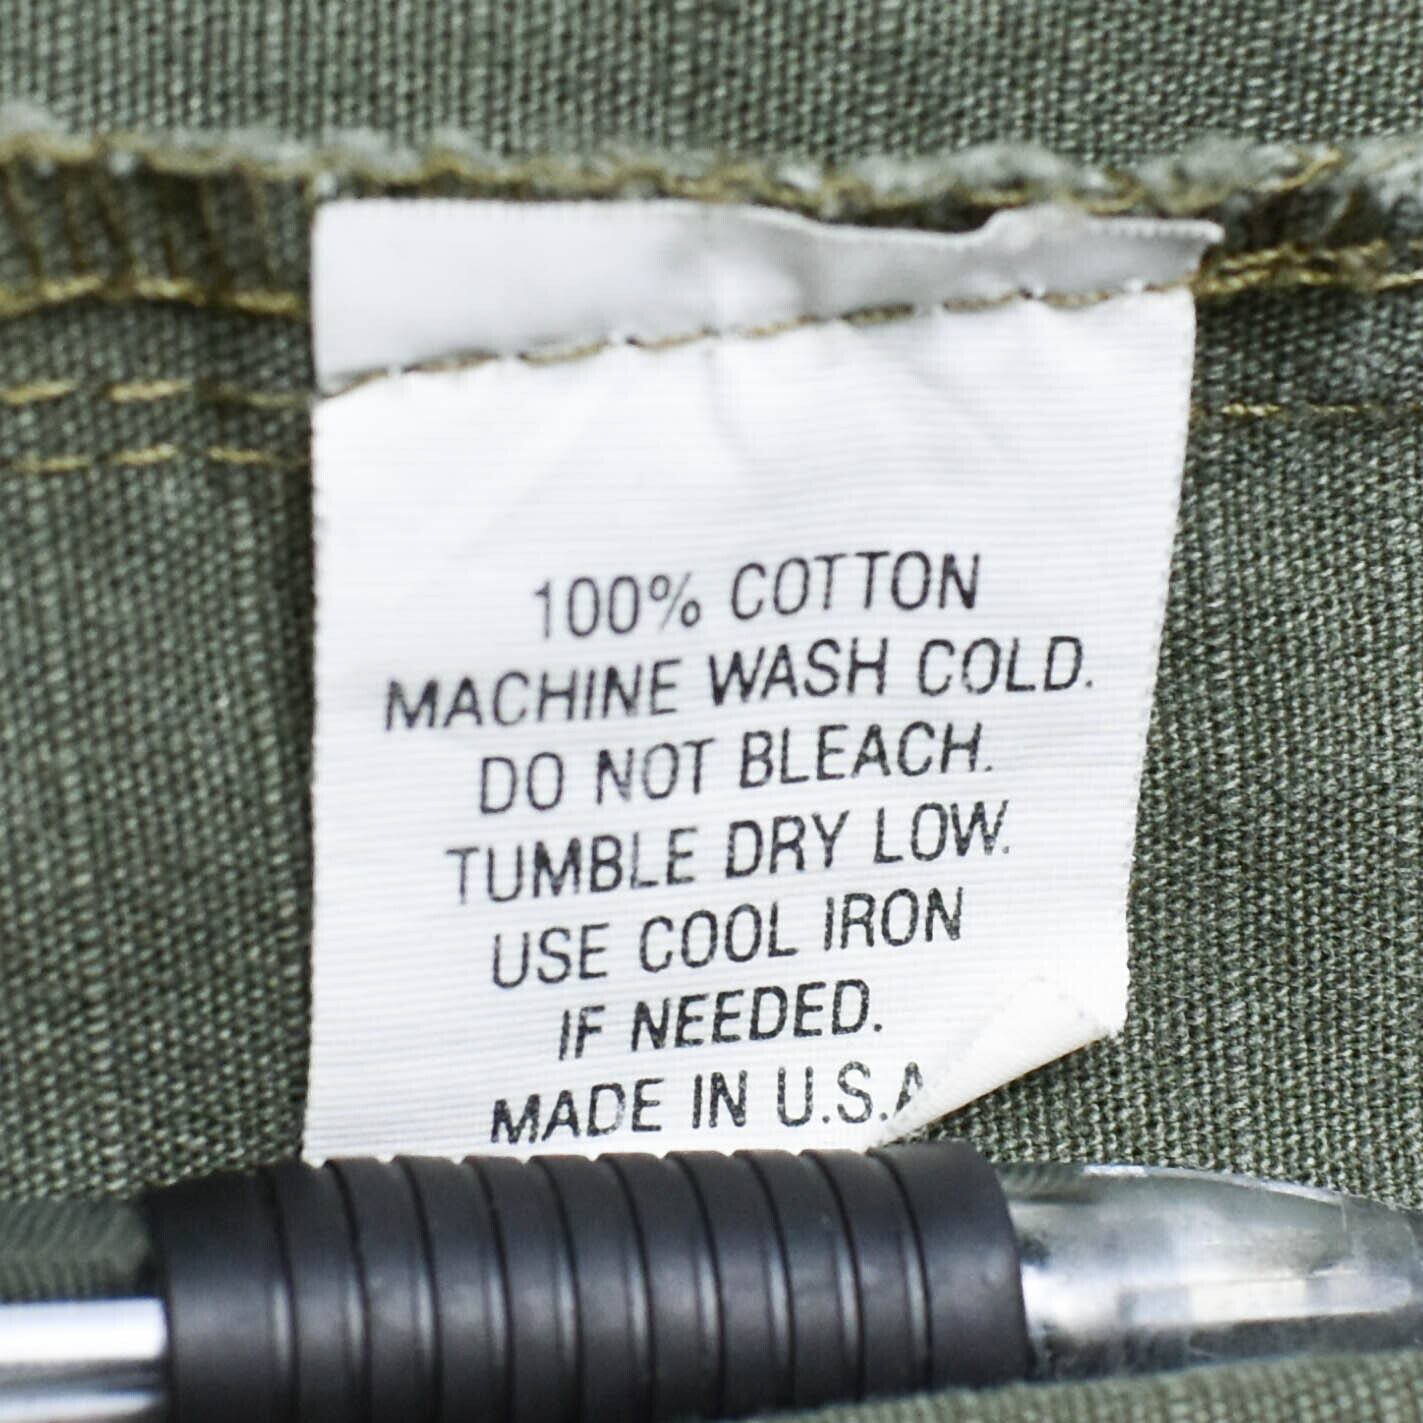 100% COTTON
MACHINE WASH COLD.
DO NOT BLEACH.
TUMBLE DRY LOW.
USE COOL IRON
IF NEEDED.
MADE IN U.S.A